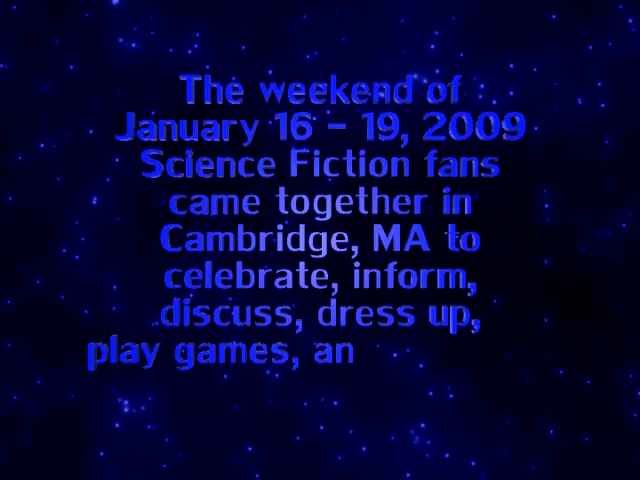 The weekend of
January 16 - 19, 2009
Science Fiction fans
came together in
Cambridge, MA to
celebrate, inform,
discuss, dress up,
play games, an